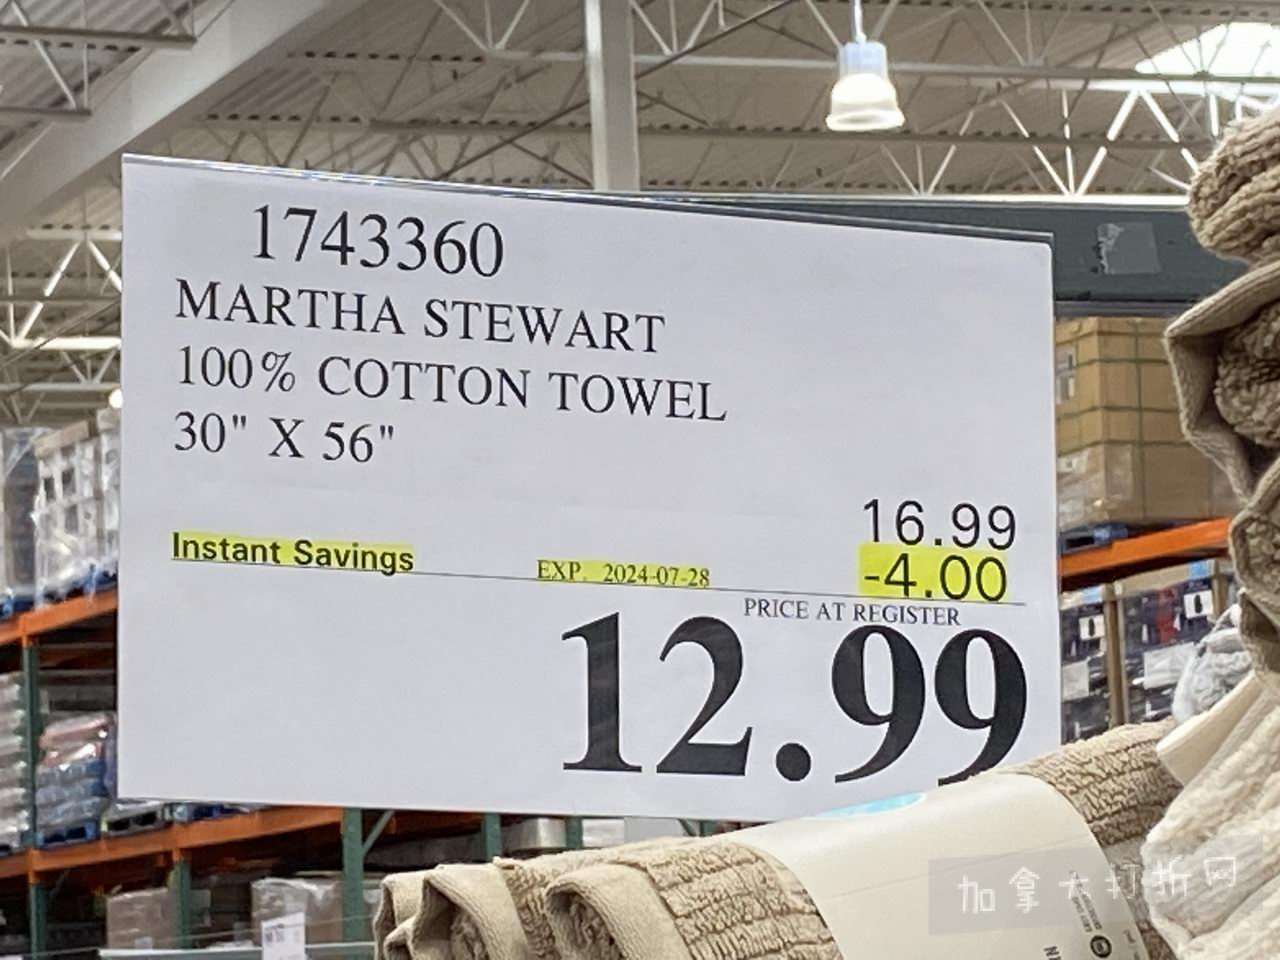 1743360
MARTHA STEWART
100% COTTON TOWEL
30" X 56"
16.99
Instant Savings EXP. 2024-07-28 -4.00
PRICE AT REGISTER
12.99
加拿大打折网